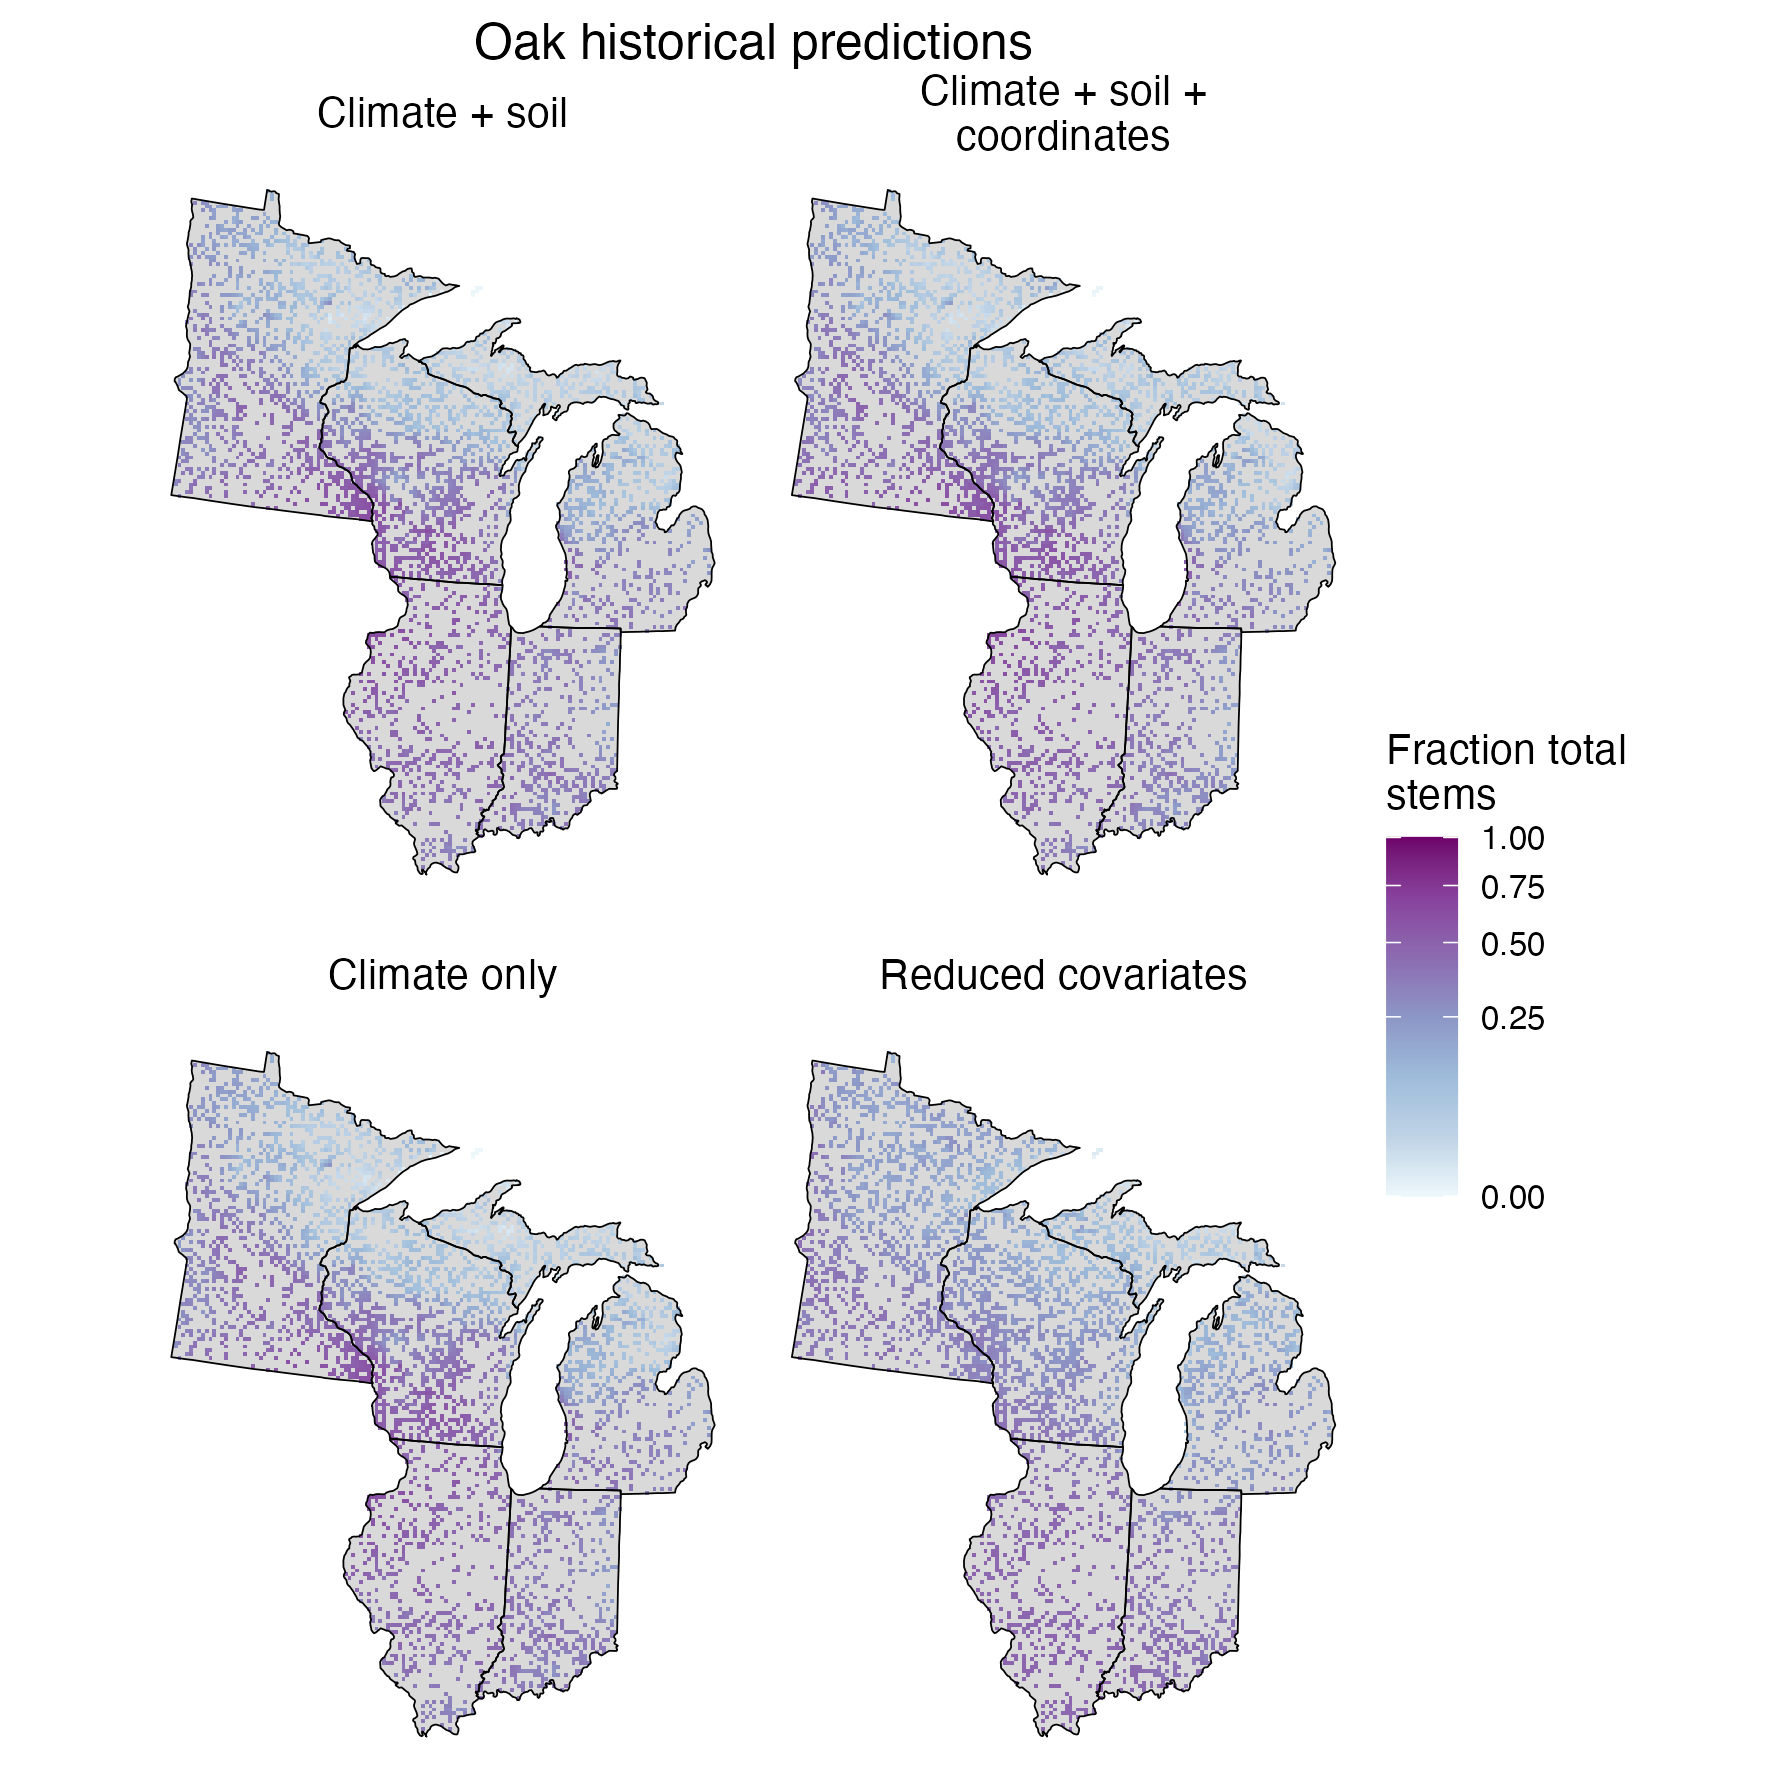 Oak historical predictions
Climate + soil
Climate + soil +
coordinates
Fraction total
stems
1.00
0.75
0.50
0.25
0.00
Climate only
Reduced covariates